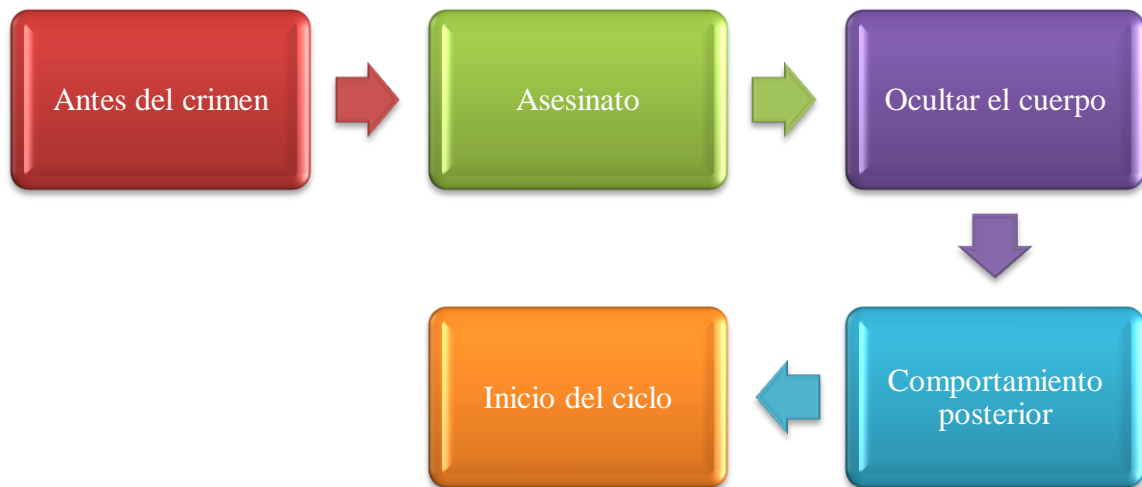 Antes del crimen
Asesinato
Ocultar el cuerpo
Comportamiento
posterior
Inicio del ciclo